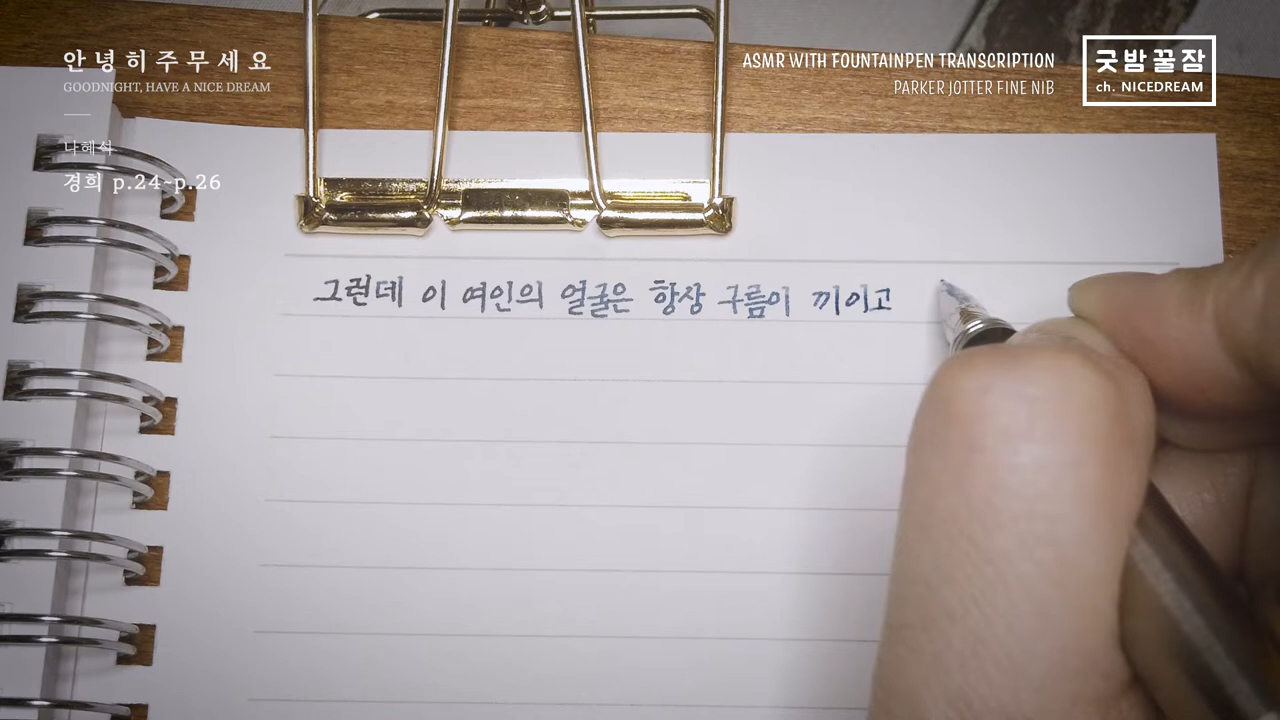 안녕히주무세요
GOODNIGHT, HAVE A NICE DREAM
나혜석
경희 p.24~p.26
ASMR WITH FOUNTAINPEN TRANSCRIPTION
PARKER JOTTER FINE NIB
굿밤꿀잠
ch. NICEDREAM
그런데 이 여인의 얼굴은 항상 구름이 끼이고